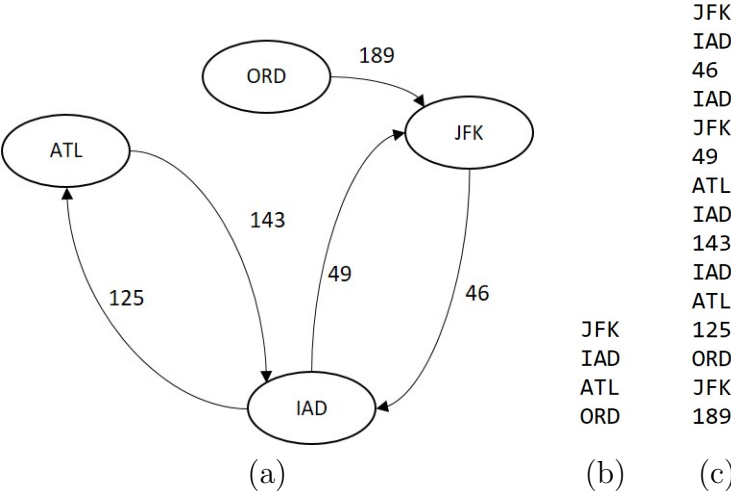 ORD
189
JFK
ATL
143
49
125
46
IAD
(a)
JFK
IAD
ATL
ORD
(b)
JFK
IAD
46
IAD
JFK
49
ATL
IAD
143
IAD
ATL
125
ORD
JFK
189
(c)